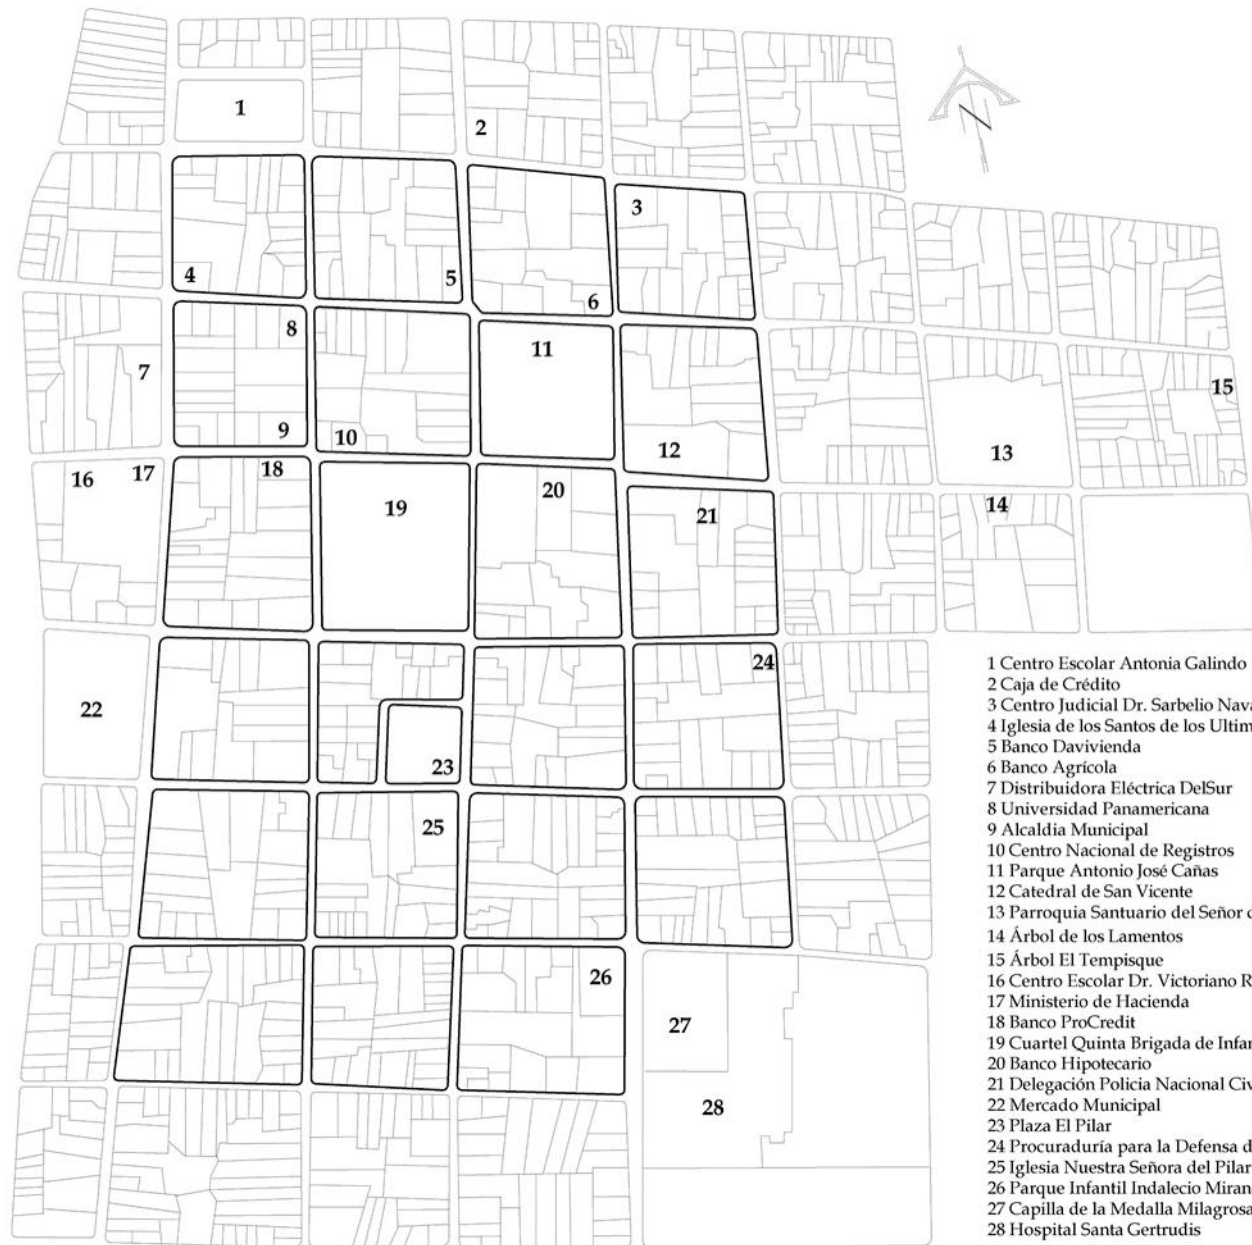 1
2
3
4
5
6
7
8
9
10
11
12
13
14
15
16
17
18
19
20
21
22
23
24
25
26
27
28
1 Centro Escolar Antonia Galindo
2 Caja de Crédito
3 Centro Judicial Dr. Sarbelio
4 Iglesia de los Santos de los
5 Banco Davivienda
6 Banco Agrícola
7 Distribuidora Eléctrica DelSur
8 Universidad Panamericana
9 Alcaldia Municipal
10 Centro Nacional de Registros
11 Parque Antonio José Cañas
12 Catedral de San Vicente
13 Parroquia Santuario del Señor
14 Árbol de los Lamentos
15 Árbol El Tempisque
16 Centro Escolar Dr. Victoriano
17 Ministerio de Hacienda
18 Banco ProCredit
19 Cuartel Quinta Brigada de
20 Banco Hipotecario
21 Delegación Policia Nacional
22 Mercado Municipal
23 Plaza El Pilar
24 Procuraduría para la Defensa
25 Iglesia Nuestra Señora del Pilar
26 Parque Infantil Indalecio
27 Capilla de la Medalla Milagrosa
28 Hospital Santa Gertrudis